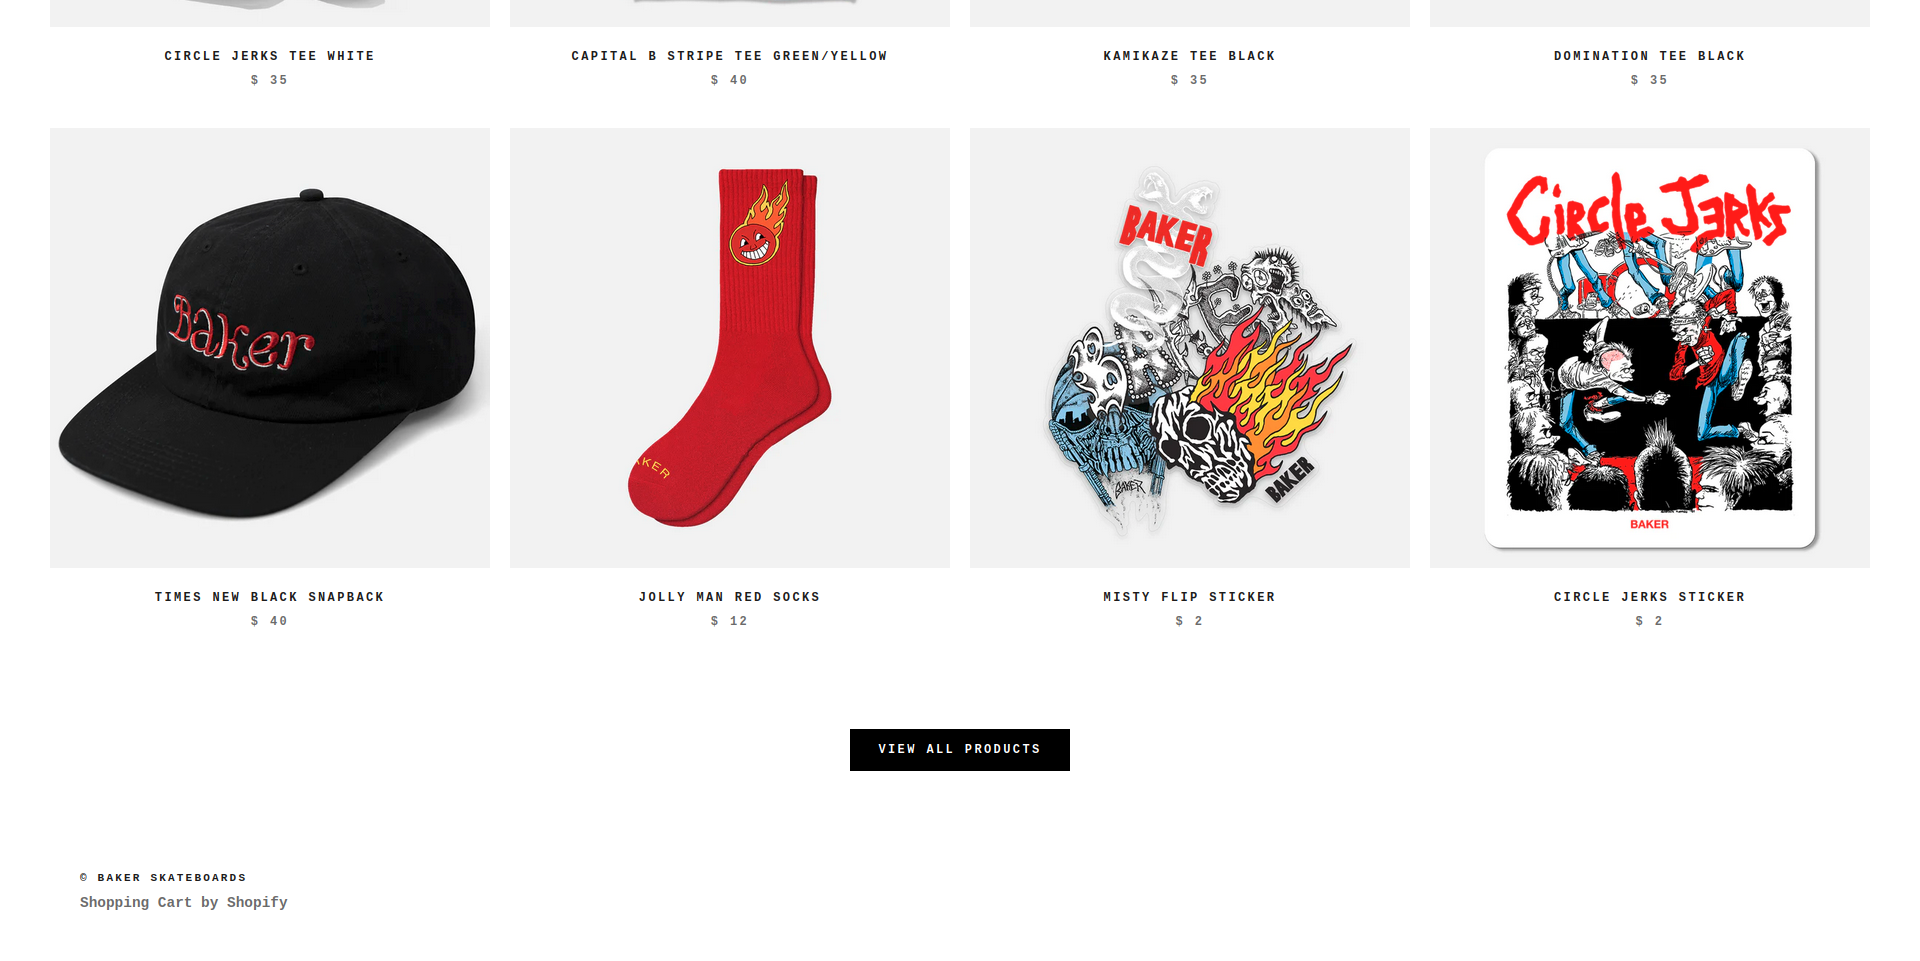 CIRCLE JERKS TEE WHITE
$ 35
CAPITAL B STRIPE TEE GREEN/YELLOW
$ 40
KAMIKAZE TEE BLACK
$ 35
DOMINATION TEE BLACK
$ 35
Baker
TIMES NEW BLACK SNAPBACK
$ 40
KER
JOLLY MAN RED SOCKS
$ 12
BAKER
BAKER
BAKER
MISTY FLIP STICKER
$ 2
Circle Jerks
BAKER
CIRCLE JERKS STICKER
$ 2
VIEW ALL PRODUCTS
© BAKER SKATEBOARDS
Shopping Cart by Shopify